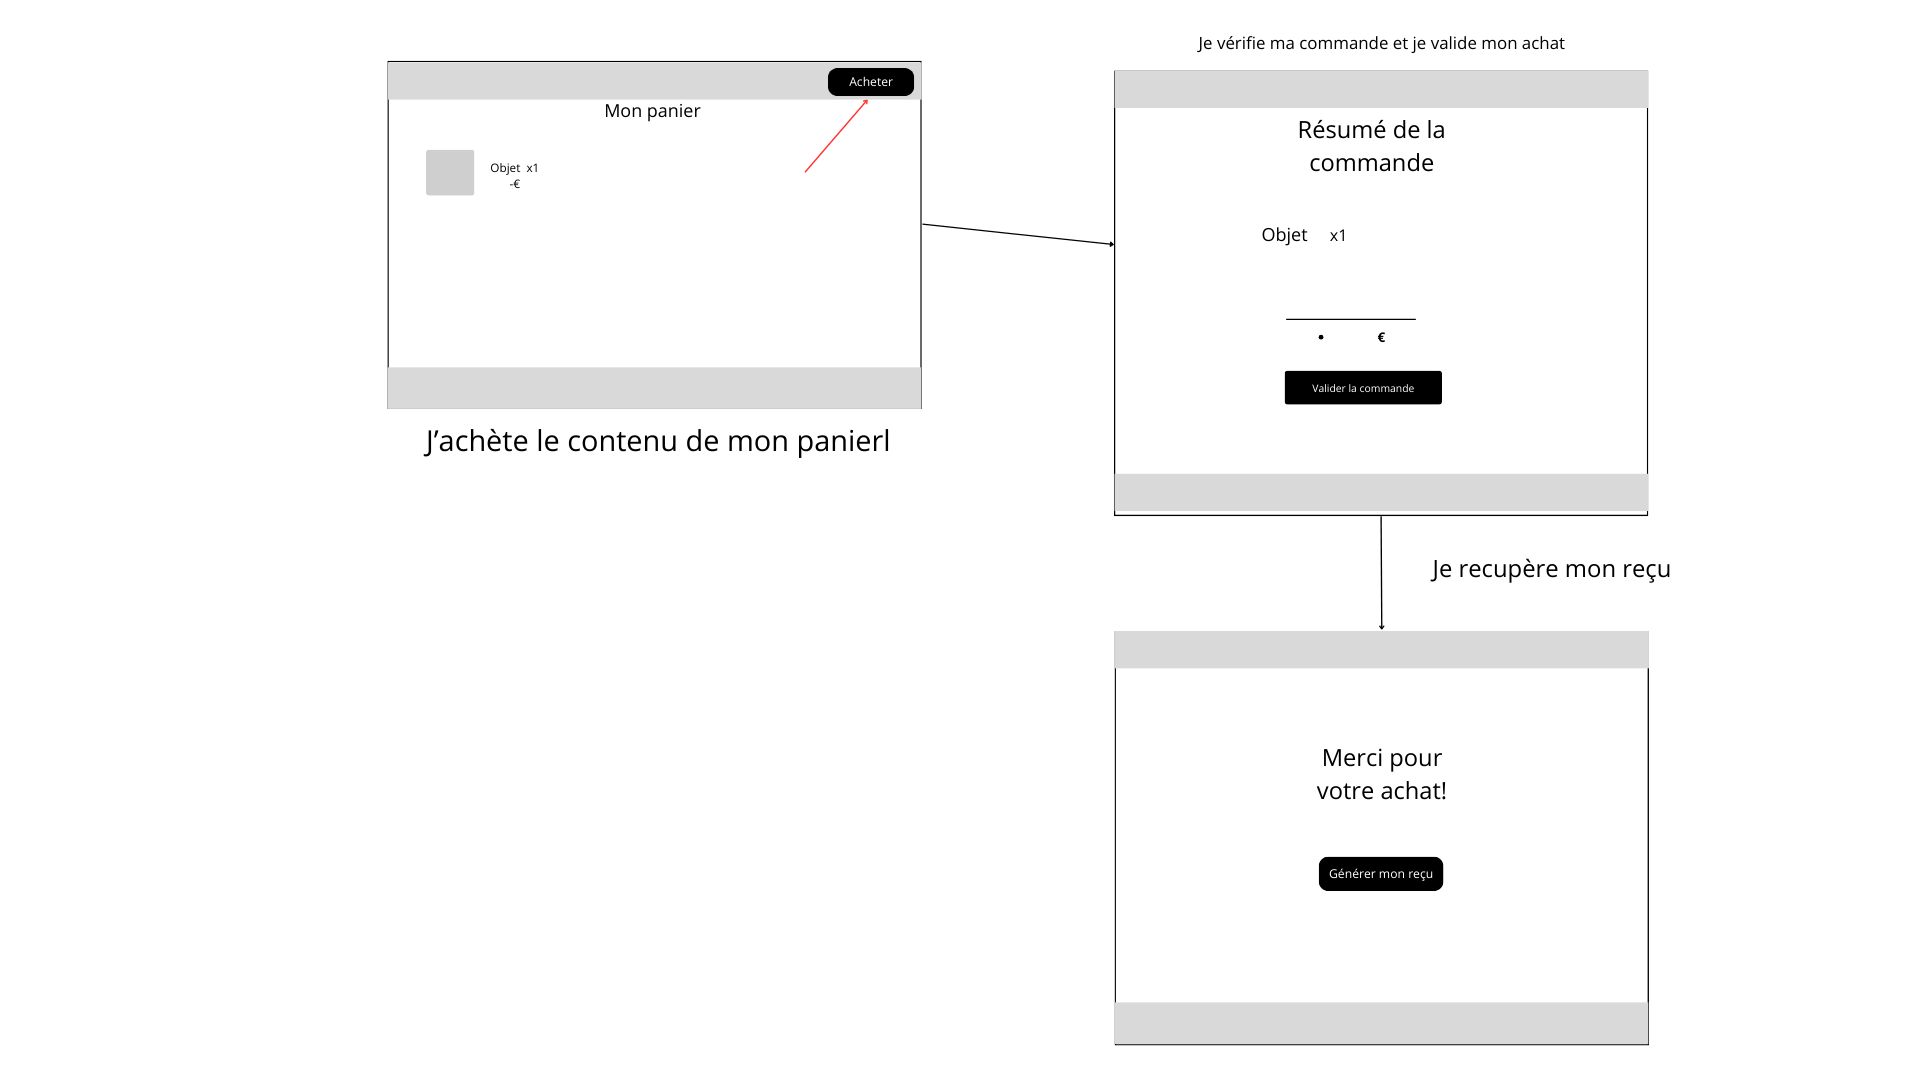 Acheter
Mon panier
Objet x1
-€
J’achète le contenu de mon panierl
Je vérifie ma commande et je valide mon achat
Résumé de la
commande
Objet x1
• €
Valider la commande
Je recupère mon reçu
Merci pour
votre achat!
Générer mon reçu